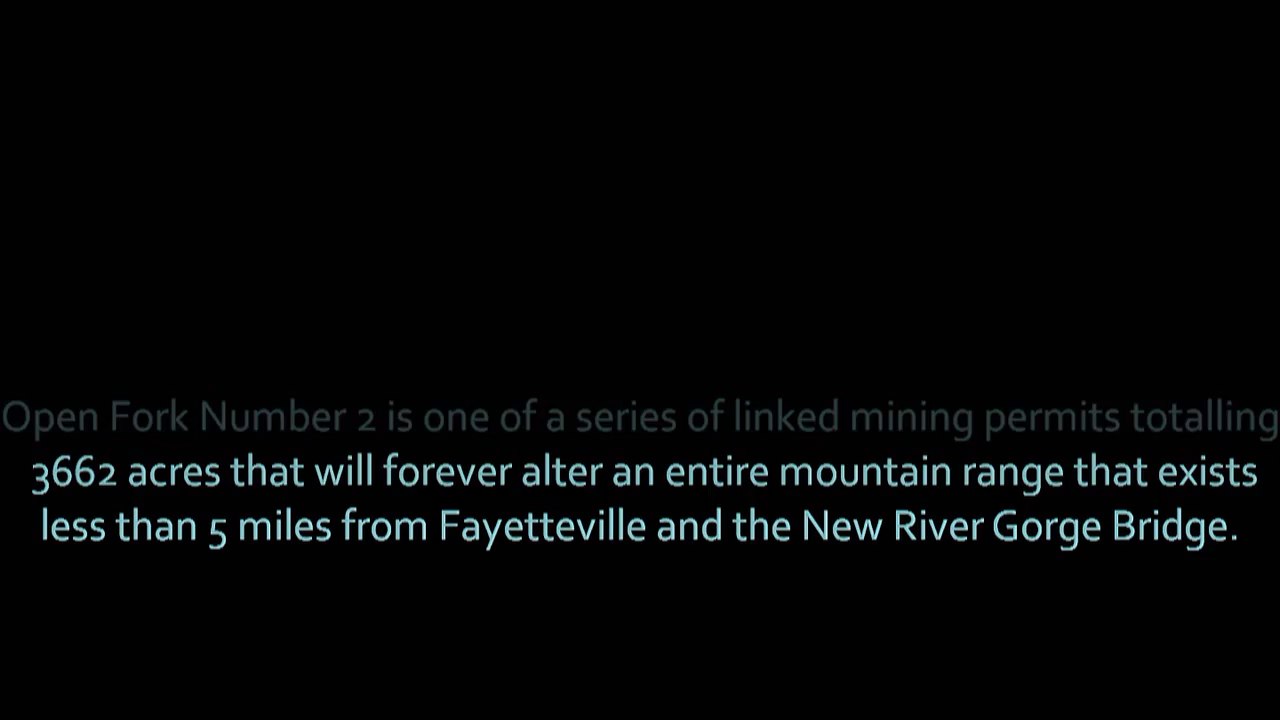 Open Fork Number 2 is one of a series of linked mining permits totalling
3662 acres that will forever alter an entire mountain range that exists
less than 5 miles from Fayetteville and the New River Gorge Bridge.